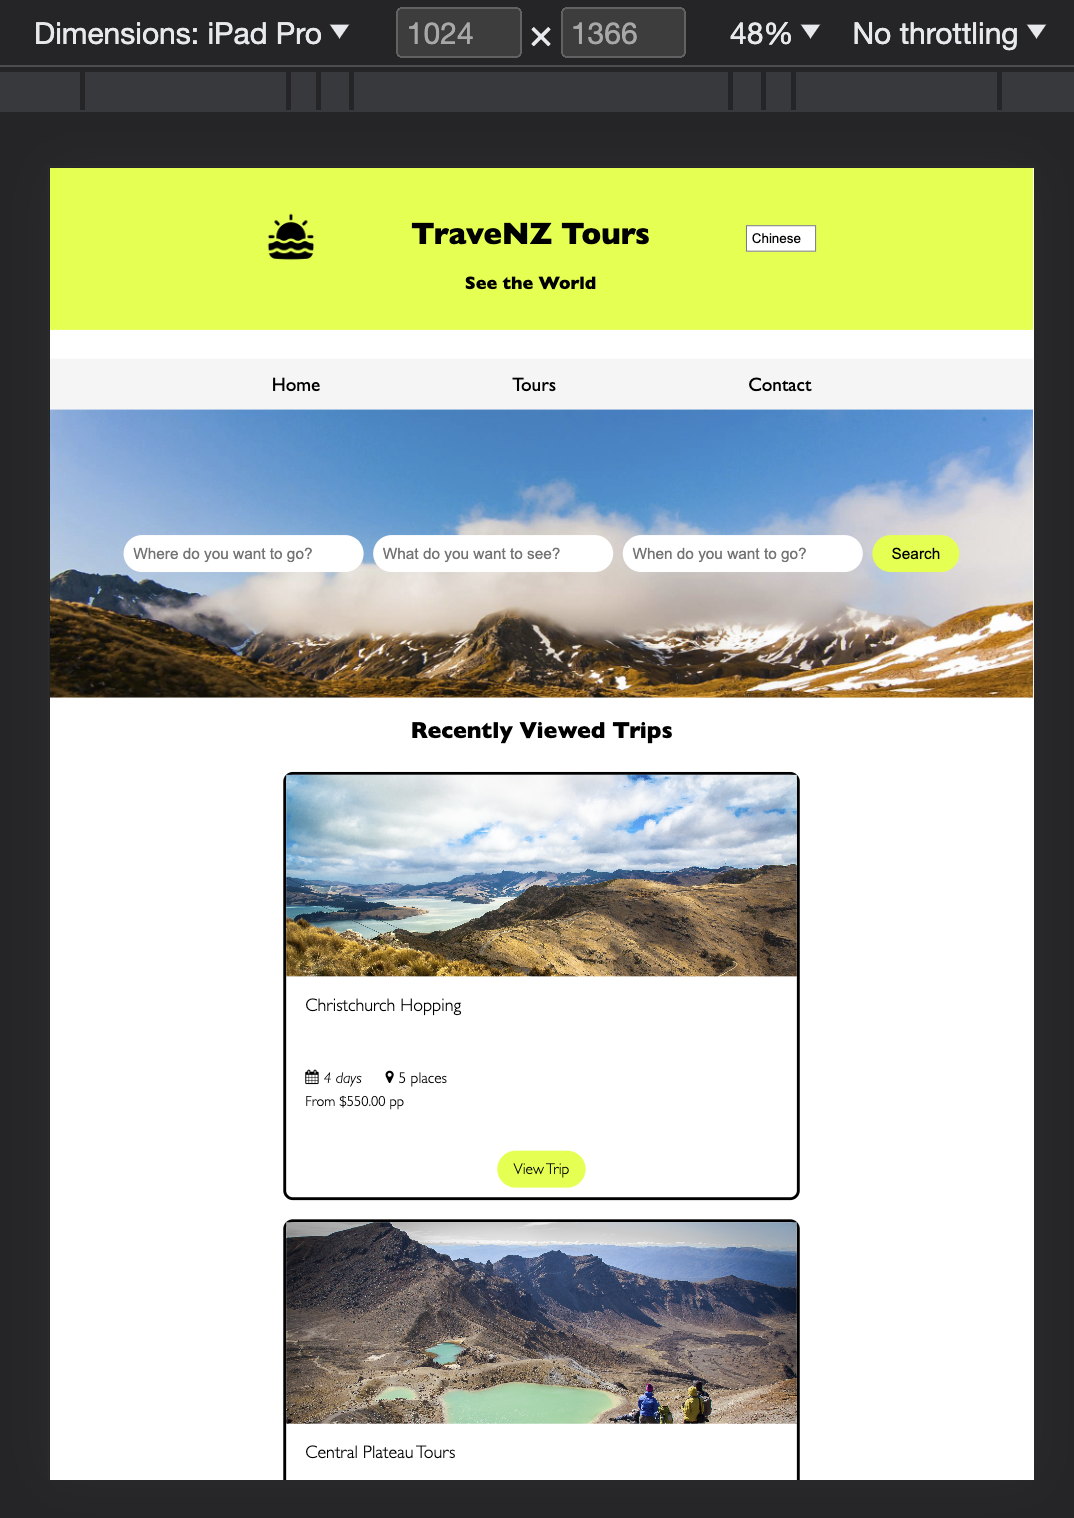 Dimensions: iPad Pro ▼ 1024 × 1366 48% ▼ No throttling ▼
TraveNZ Tours
Chinese
See the World
Home Tours Contact
Where do you want to go? What do you want to see? When do you want to go? Search
Recently Viewed Trips
Christchurch Hopping
4 days 5 places
From $550.00 pp
View Trip
Central Plateau Tours